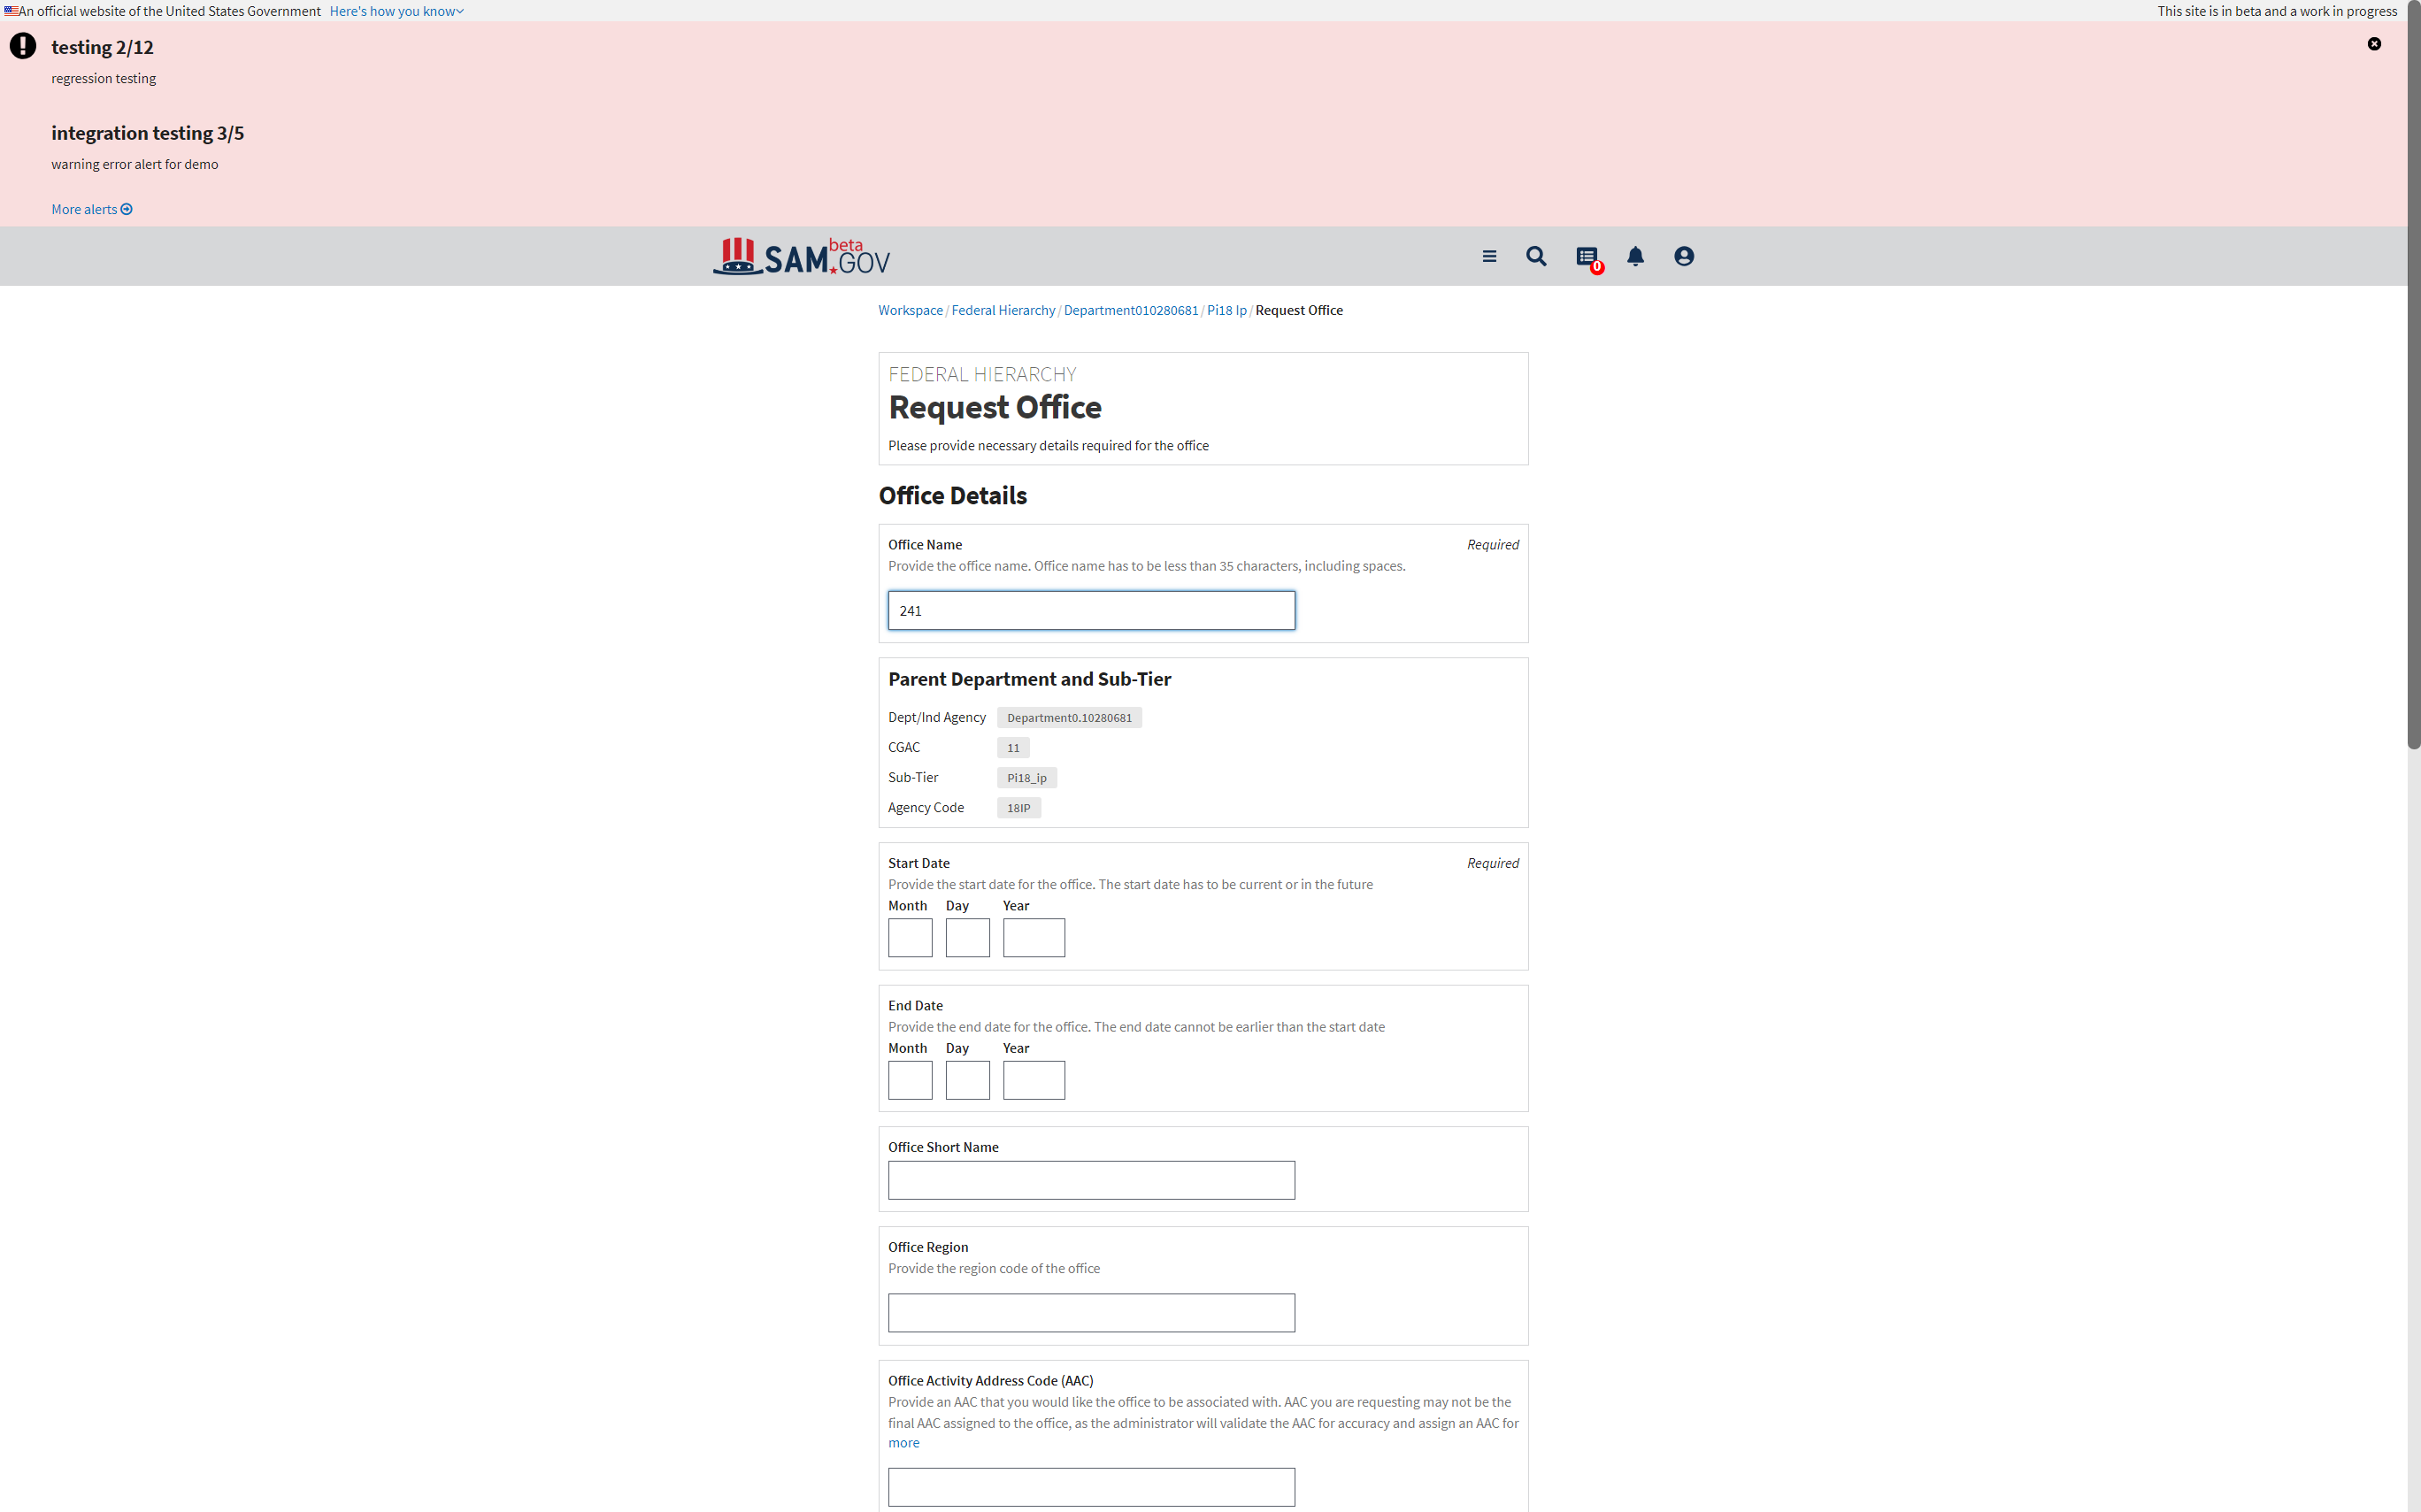 An official website of the United States Government Here's how you know
This site is in beta and a work in progress
testing 2/12
regression testing
integration testing 3/5
warning error alert for demo
More alerts
SAM.GOV beta
0
Workspace / Federal Hierarchy / Department010280681 / Pi18 Ip / Request Office
FEDERAL HIERARCHY
Request Office
Please provide necessary details required for the office
Office Details
Office Name Required
Provide the office name. Office name has to be less than 35 characters, including spaces.
241
Parent Department and Sub-Tier
Dept/Ind Agency Department0.10280681
CGAC 11
Sub-Tier Pi18_ip
Agency Code 18IP
Start Date Required
Provide the start date for the office. The start date has to be current or in the future
Month Day Year
End Date
Provide the end date for the office. The end date cannot be earlier than the start date
Month Day Year
Office Short Name
Office Region
Provide the region code of the office
Office Activity Address Code (AAC)
Provide an AAC that you would like the office to be associated with. AAC you are requesting may not be the
final AAC assigned to the office, as the administrator will validate the AAC for accuracy and assign an AAC for
more